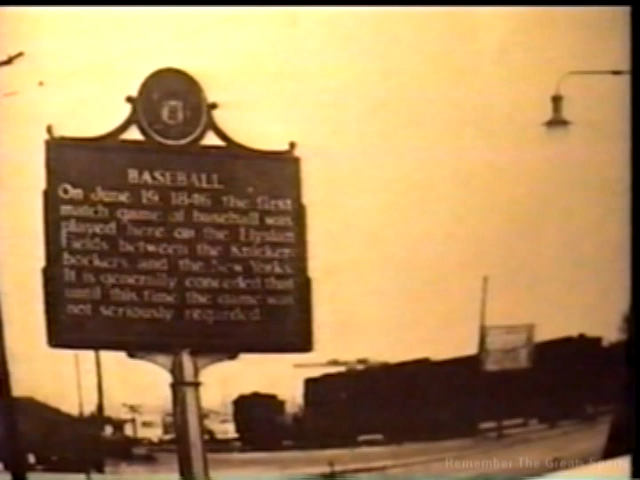 BASEBALL
On June 19, 1846, the first
match game of baseball was
played here on the Elysian
Fields between the Knicker-
bockers and the New Yorks.
It is generally conceded that
until this time the game was
not seriously regarded.
Remember The Greats Sports